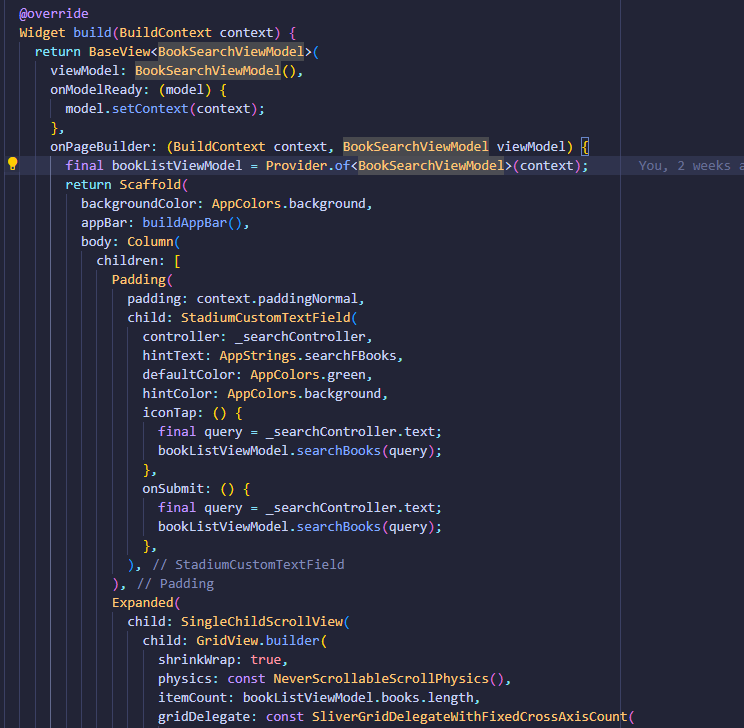 @override
Widget build(BuildContext context) {
return BaseView<BookSearchViewModel>(
viewModel: BookSearchViewModel(),
onModelReady: (model) {
model.setContext(context);
},
onPageBuilder: (BuildContext context, BookSearchViewModel viewModel) {
final bookListViewModel = Provider.of<BookSearchViewModel>(context); You, 2 weeks a
return Scaffold(
backgroundColor: AppColors.background,
appBar: buildAppBar(),
body: Column(
children: [
Padding(
padding: context.paddingNormal,
child: StadiumCustomTextField(
controller: _searchController,
hintText: AppStrings.searchFBooks,
defaultColor: AppColors.green,
hintColor: AppColors.background,
iconTap: () {
final query = _searchController.text;
bookListViewModel.searchBooks(query);
},
onSubmit: () {
final query = _searchController.text;
bookListViewModel.searchBooks(query);
},
), // StadiumCustomTextField
), // Padding
Expanded(
child: SingleChildScrollView(
child: GridView.builder(
shrinkWrap: true,
physics: const NeverScrollableScrollPhysics(),
itemCount: bookListViewModel.books.length,
gridDelegate: const SliverGridDelegateWithFixedCrossAxisCount(